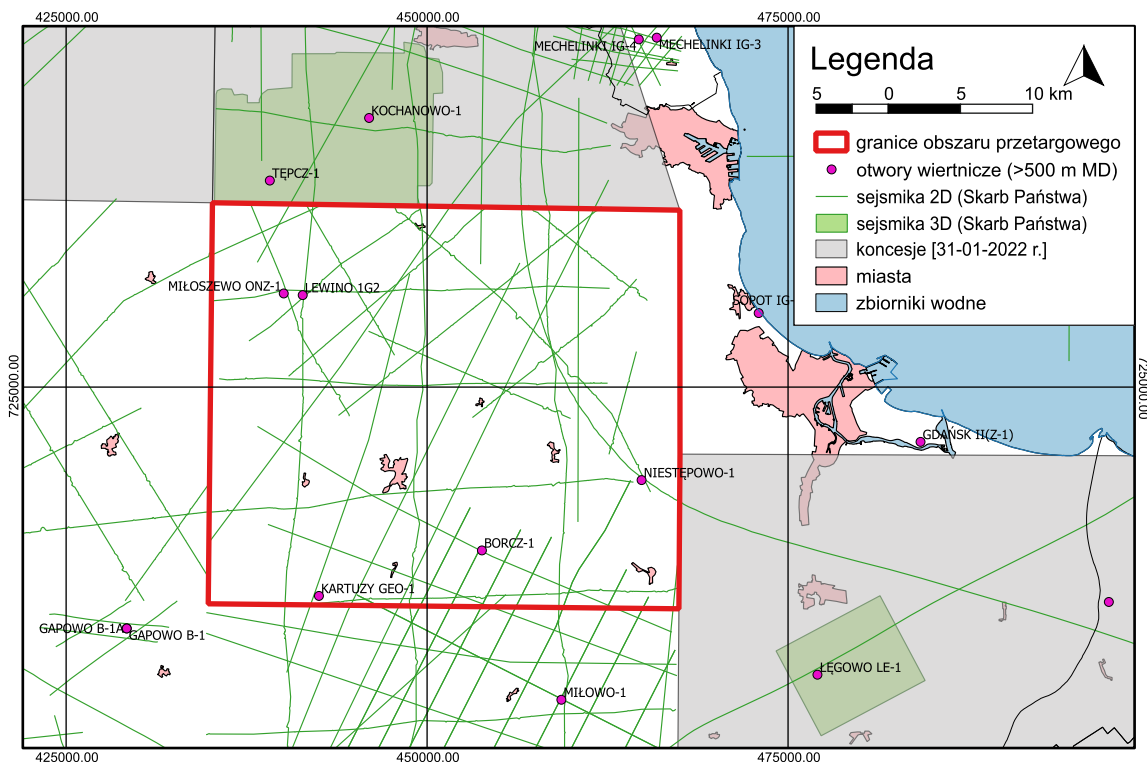 425000.00
450000.00
475000.00
MECHELINKI IG-4
MECHELINKI IG-3
Legenda
5
0
5
10 km
granice obszaru przetargowego
otwory wiertnicze (>500 m MD)
sejsmika 2D (Skarb Państwa)
sejsmika 3D (Skarb Państwa)
koncesje [31-01-2022 r.]
miasta
zbiorniki wodne
KOCHANOWO-1
TĘPCZ-1
MIŁOSZEWO ONZ-1
LEWINO 1G2
SOPOT IG-
725000.00
725000.00
GDAŃSK II(Z-1)
NIESTĘPOWO-1
BORCZ-1
KARTUZY GEO-1
GAPOWO B-1A
GAPOWO B-1
ŁĘGOWO LE-1
MIŁOWO-1
425000.00
450000.00
475000.00